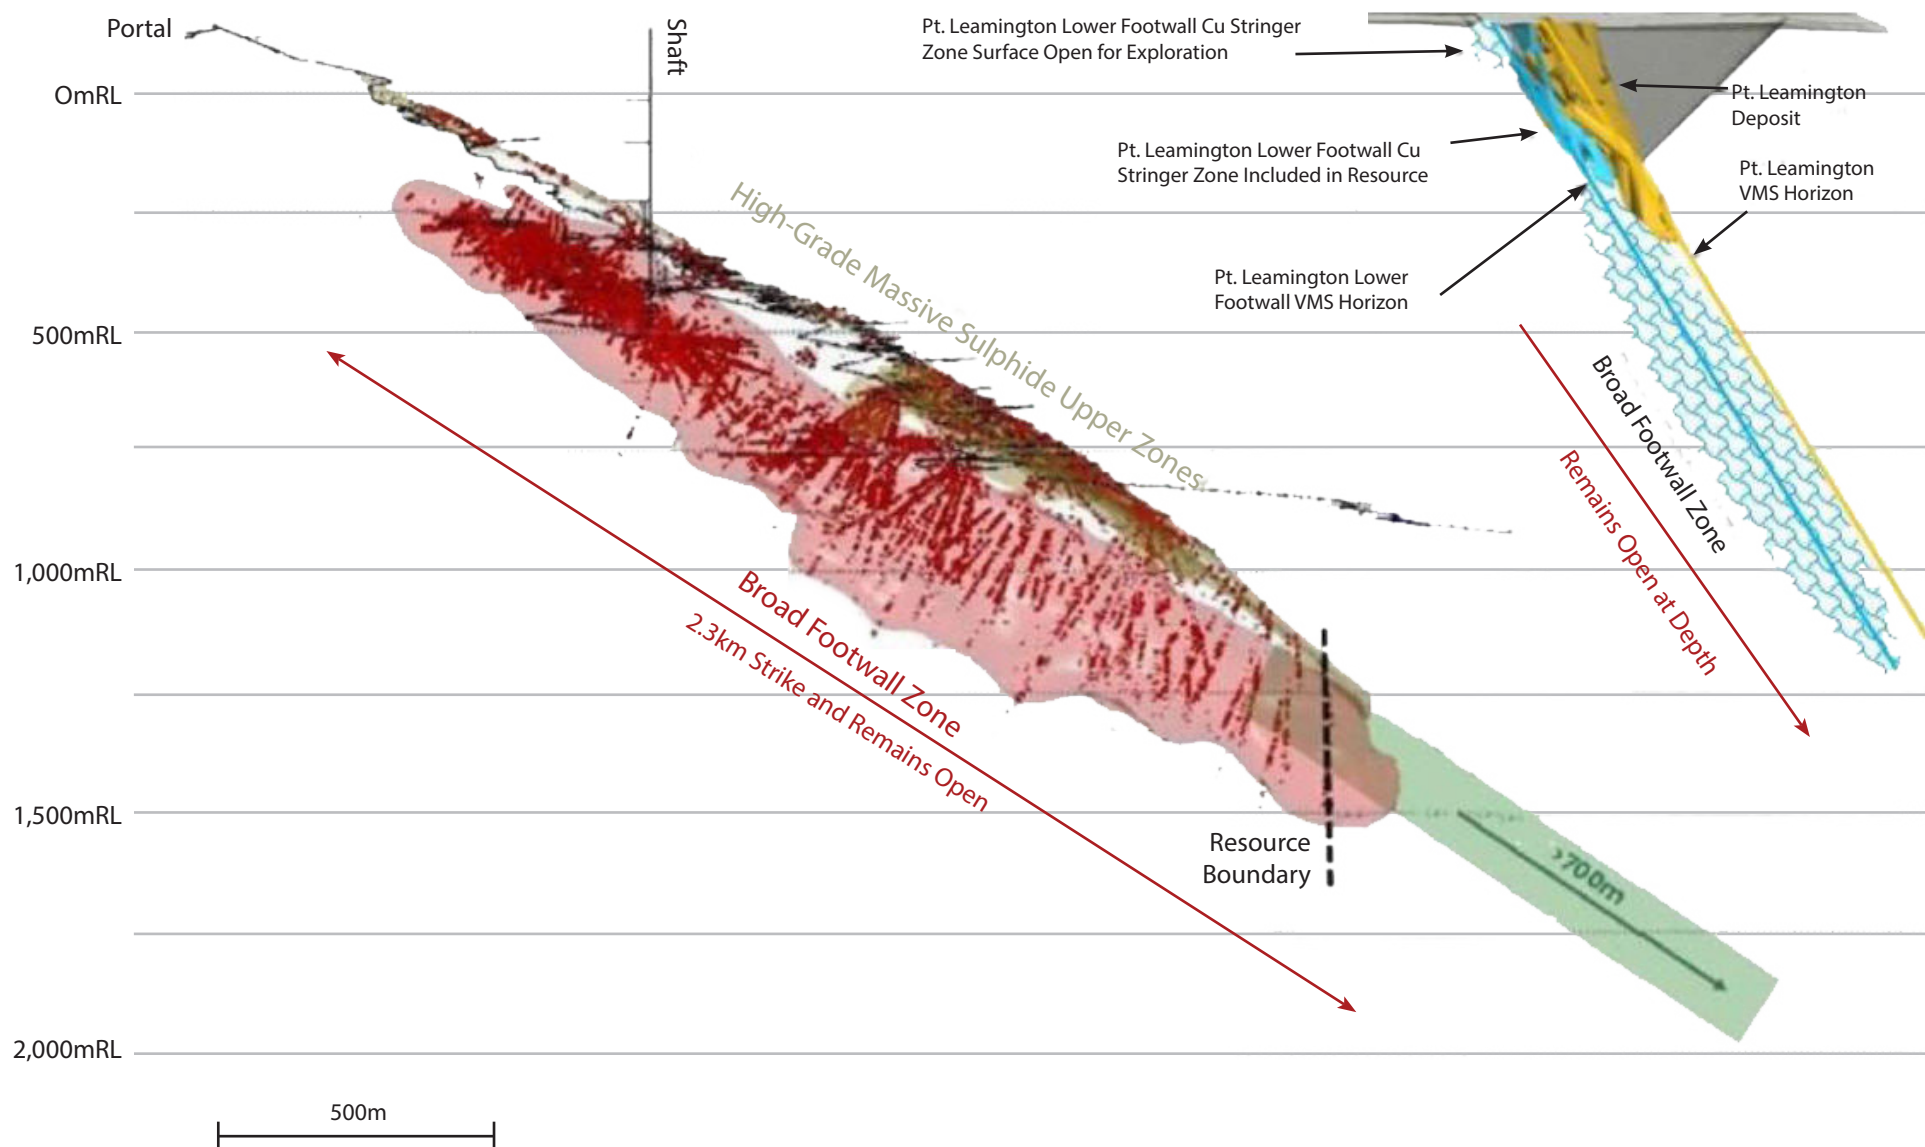 Portal
Shaft
OmRL
500mRL
1,000mRL
1,500mRL
2,000mRL
500m
High-Grade Massive Sulphide Upper Zones
Broad Footwall Zone
2.3km Strike and Remains Open
Resource
Boundary
>700m
Pt. Leamington Lower Footwall Cu Stringer
Zone Surface Open for Exploration
Pt. Leamington
Deposit
Pt. Leamington Lower Footwall Cu
Stringer Zone Included in Resource
Pt. Leamington
VMS Horizon
Pt. Leamington Lower
Footwall VMS Horizon
Broad Footwall Zone
Remains Open at Depth